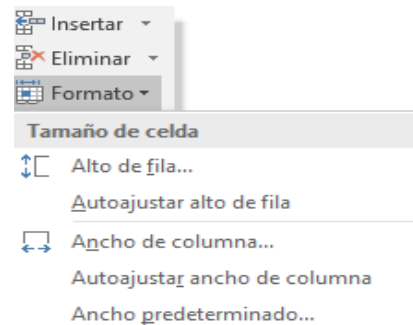 Insertar
Eliminar
Formato
Tamaño de celda
Alto de fila...
Autoajustar alto de fila
Ancho de columna...
Autoajustar ancho de columna
Ancho predeterminado...